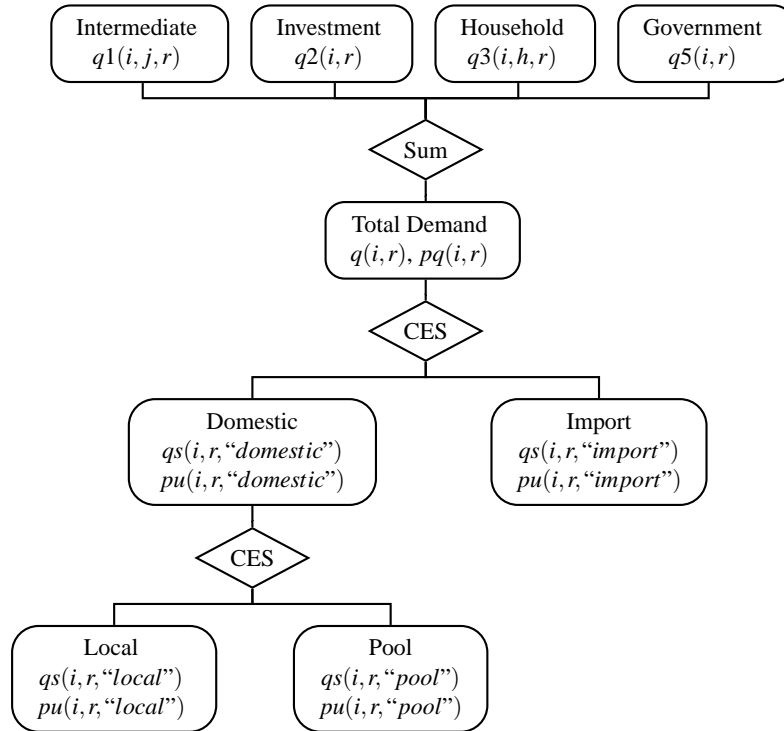 Intermediate
q1(i, j, r)
Investment
q2(i, r)
Household
q3(i, h, r)
Government
q5(i, r)
Sum
Total Demand
q(i, r), pq(i, r)
CES
Domestic
qs(i, r, “domestic”)
pu(i, r, “domestic”)
Import
qs(i, r, “import”)
pu(i, r, “import”)
CES
Local
qs(i, r, “local”)
pu(i, r, “local”)
Pool
qs(i, r, “pool”)
pu(i, r, “pool”)